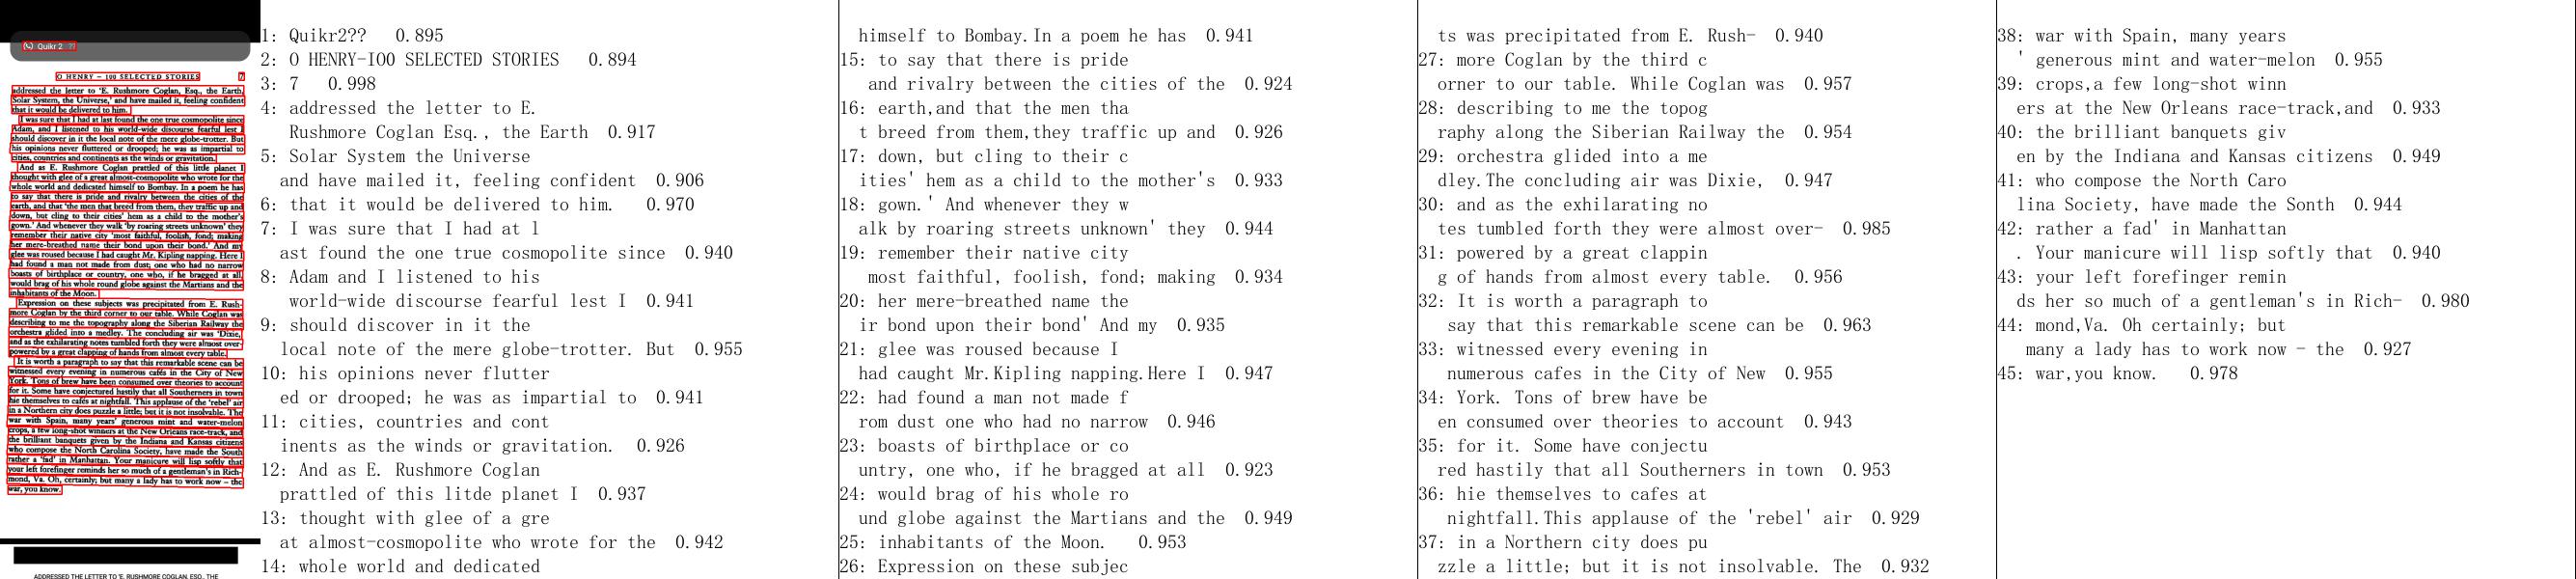 Quikr 2
O HENRY – 100 SELECTED STORIES
7
addressed the letter to 'E. Rushmore Coglan, Esq., the Earth,
Solar System, the Universe,' and have mailed it, feeling confident
that it would be delivered to him.
I was sure that I had at last found the one true cosmopolite since
Adam, and I listened to his world-wide discourse fearful lest I
should discover in it the local note of the mere globe-trotter. But
his opinions never fluttered or drooped; he was as impartial to
cities, countries and continents as the winds or gravitation.
And as E. Rushmore Coglan prattled of this little planet I
thought with glee of a great almost-cosmopolite who wrote for the
whole world and dedicated himself to Bombay. In a poem he has
to say that there is pride and rivalry between the cities of the
earth, and that 'the men that breed from them, they traffic up and
down, but cling to their cities' hem as a child to the mother's
gown.' And whenever they walk 'by roaring streets unknown' they
remember their native city 'most faithful, foolish, fond; making
her mere-breathed name their bond upon their bond.' And my
glee was roused because I had caught Mr. Kipling napping. Here I
had found a man not made from dust; one who had no narrow
boasts of birthplace or country, one who, if he bragged at all,
would brag of his whole round globe against the Martians and the
inhabitants of the Moon.
Expression on these subjects was precipitated from E. Rush-
more Coglan by the third corner to our table. While Coglan was
describing to me the topography along the Siberian Railway the
orchestra glided into a medley. The concluding air was 'Dixie,'
and as the exhilarating notes tumbled forth they were almost over-
powered by a great clapping of hands from almost every table.
It is worth a paragraph to say that this remarkable scene can be
witnessed every evening in numerous cafés in the City of New
York. Tons of brew have been consumed over theories to account
for it. Some have conjectured hastily that all Southerners in town
hie themselves to cafés at nightfall. This applause of the 'rebel' air
in a Northern city does puzzle a little; but it is not insolvable. The
war with Spain, many years' generous mint and water-melon
crops, a few long-shot winners at the New Orleans race-track, and
the brilliant banquets given by the Indiana and Kansas citizens
who compose the North Carolina Society, have made the South
rather a 'fad' in Manhattan. Your manicure will lisp softly that
your left forefinger reminds her so much of a gentleman's in Rich-
mond, Va. Oh, certainly; but many a lady has to work now – the
war, you know.
ADDRESSED THE LETTER TO 'E. RUSHMORE COGLAN, ESQ., THE
1: Quikr2?? 0.895
2: O HENRY-I00 SELECTED STORIES 0.894
3: 7 0.998
4: addressed the letter to E.
Rushmore Coglan Esq., the Earth 0.917
5: Solar System the Universe
and have mailed it, feeling confident 0.906
6: that it would be delivered to him. 0.970
7: I was sure that I had at l
ast found the one true cosmopolite since 0.940
8: Adam and I listened to his
world-wide discourse fearful lest I 0.941
9: should discover in it the
local note of the mere globe-trotter. But 0.955
10: his opinions never flutter
ed or drooped; he was as impartial to 0.941
11: cities, countries and cont
inents as the winds or gravitation. 0.926
12: And as E. Rushmore Coglan
prattled of this litde planet I 0.937
13: thought with glee of a gre
at almost-cosmopolite who wrote for the 0.942
14: whole world and dedicated
himself to Bombay.In a poem he has 0.941
15: to say that there is pride
and rivalry between the cities of the 0.924
16: earth,and that the men tha
t breed from them,they traffic up and 0.926
17: down, but cling to their c
ities' hem as a child to the mother's 0.933
18: gown.' And whenever they w
alk by roaring streets unknown' they 0.944
19: remember their native city
most faithful, foolish, fond; making 0.934
20: her mere-breathed name the
ir bond upon their bond' And my 0.935
21: glee was roused because I
had caught Mr.Kipling napping.Here I 0.947
22: had found a man not made f
rom dust one who had no narrow 0.946
23: boasts of birthplace or co
untry, one who, if he bragged at all 0.923
24: would brag of his whole ro
und globe against the Martians and the 0.949
25: inhabitants of the Moon. 0.953
26: Expression on these subjec
ts was precipitated from E. Rush- 0.940
27: more Coglan by the third c
orner to our table. While Coglan was 0.957
28: describing to me the topog
raphy along the Siberian Railway the 0.954
29: orchestra glided into a me
dley.The concluding air was Dixie, 0.947
30: and as the exhilarating no
tes tumbled forth they were almost over- 0.985
31: powered by a great clappin
g of hands from almost every table. 0.956
32: It is worth a paragraph to
say that this remarkable scene can be 0.963
33: witnessed every evening in
numerous cafes in the City of New 0.955
34: York. Tons of brew have be
en consumed over theories to account 0.943
35: for it. Some have conjectu
red hastily that all Southerners in town 0.953
36: hie themselves to cafes at
nightfall.This applause of the 'rebel' air 0.929
37: in a Northern city does pu
zzle a little; but it is not insolvable. The 0.932
38: war with Spain, many years
' generous mint and water-melon 0.955
39: crops,a few long-shot winn
ers at the New Orleans race-track,and 0.933
40: the brilliant banquets giv
en by the Indiana and Kansas citizens 0.949
41: who compose the North Caro
lina Society, have made the Sonth 0.944
42: rather a fad' in Manhattan
. Your manicure will lisp softly that 0.940
43: your left forefinger remin
ds her so much of a gentleman's in Rich- 0.980
44: mond,Va. Oh certainly; but
many a lady has to work now - the 0.927
45: war,you know. 0.978